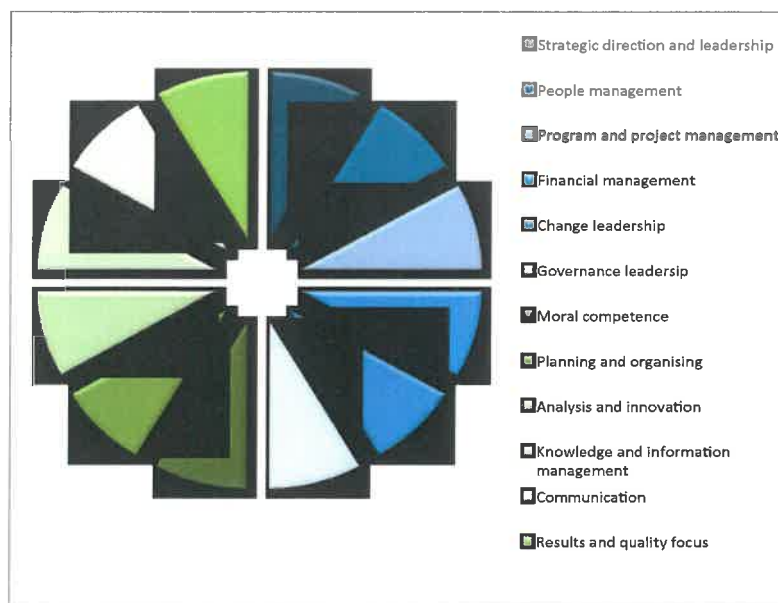 Strategic direction and leadership
People management
Program and project management
Financial management
Change leadership
Governance leadership
Moral competence
Planning and organising
Analysis and innovation
Knowledge and information
management
Communication
Results and quality focus